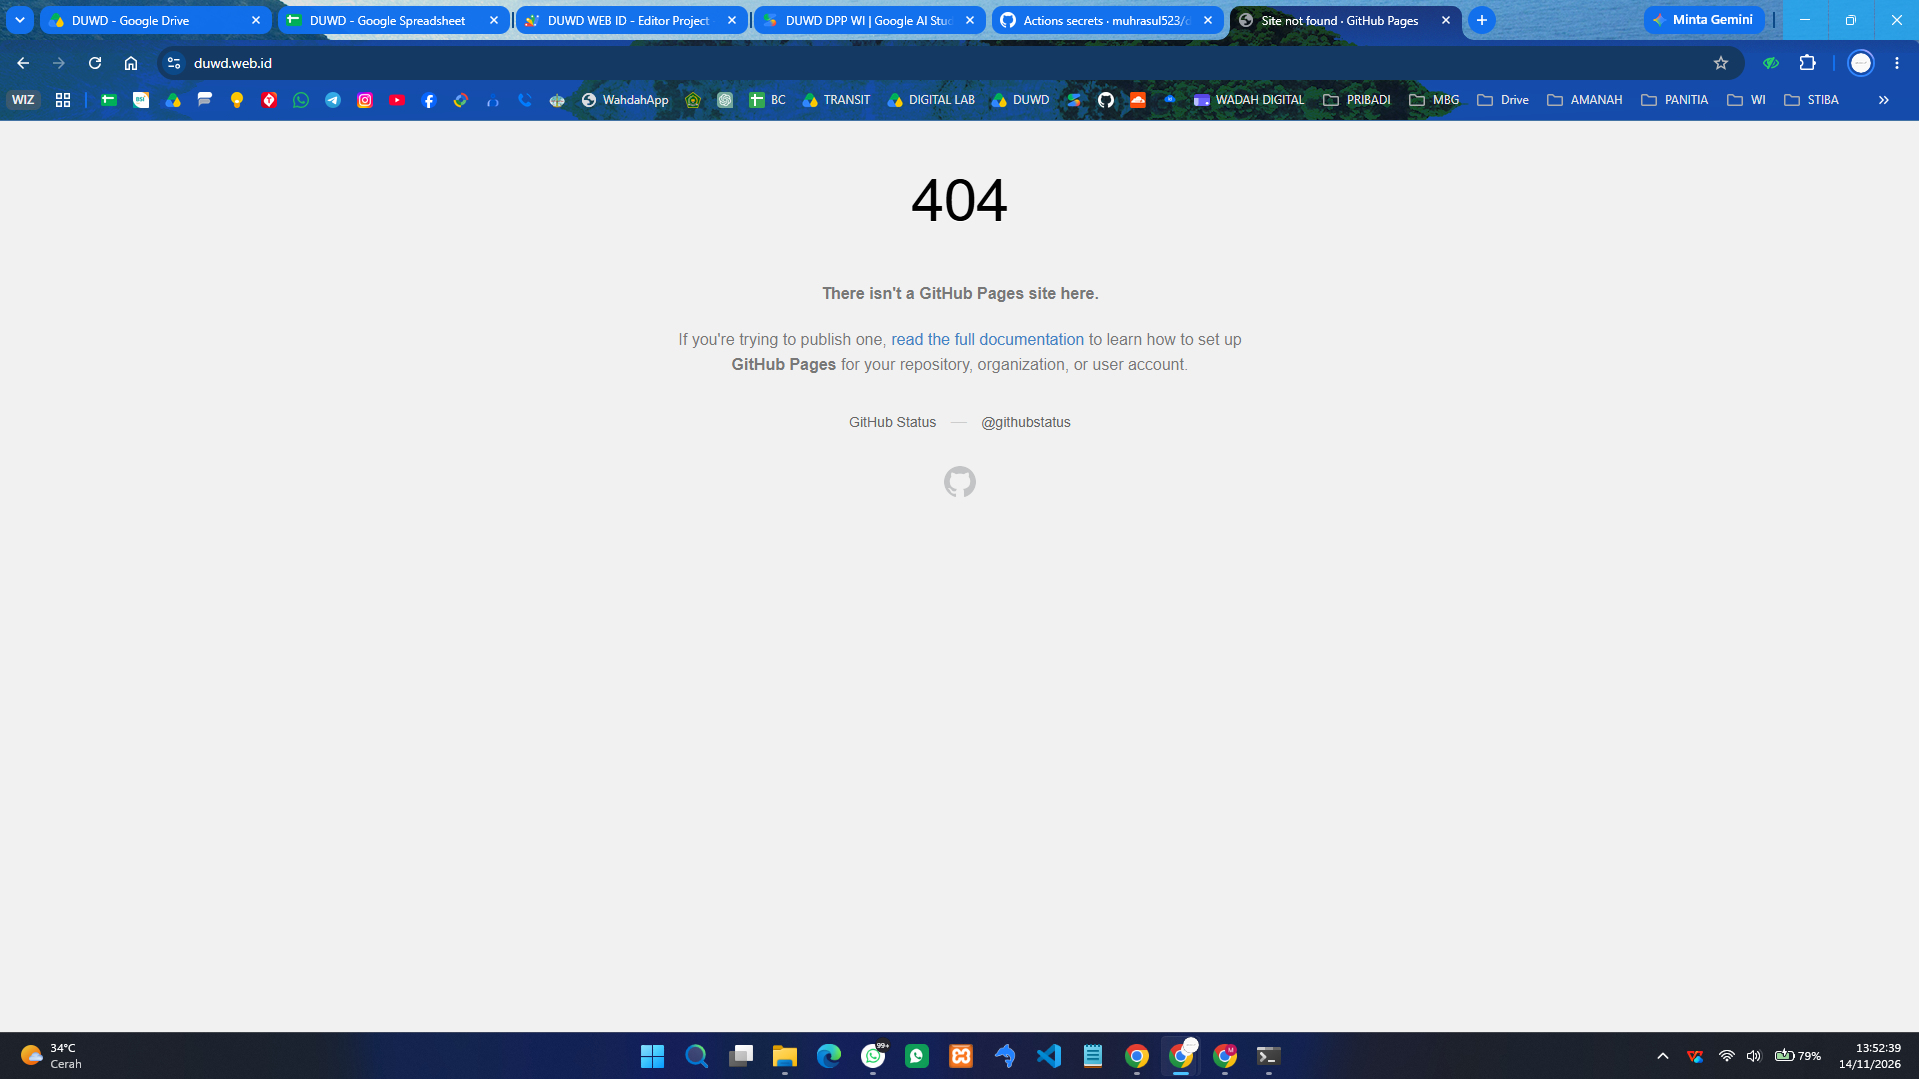 DUWD - Google Drive
DUWD - Google Spreadsheet
DUWD WEB ID - Editor Project
DUWD DPP WI | Google AI Stud
Actions secrets · muhrasul523/d
Site not found · GitHub Pages
Minta Gemini
duwd.web.id
WIZ
BSI
WahdahApp
BC
TRANSIT
DIGITAL LAB
DUWD
WADAH DIGITAL
PRIBADI
MBG
Drive
AMANAH
PANITIA
WI
STIBA
404
There isn't a GitHub Pages site here.
If you're trying to publish one, read the full documentation to learn how to set up
GitHub Pages for your repository, organization, or user account.
GitHub Status — @githubstatus
34°C
Cerah
99+
79%
13:52:39
14/11/2026